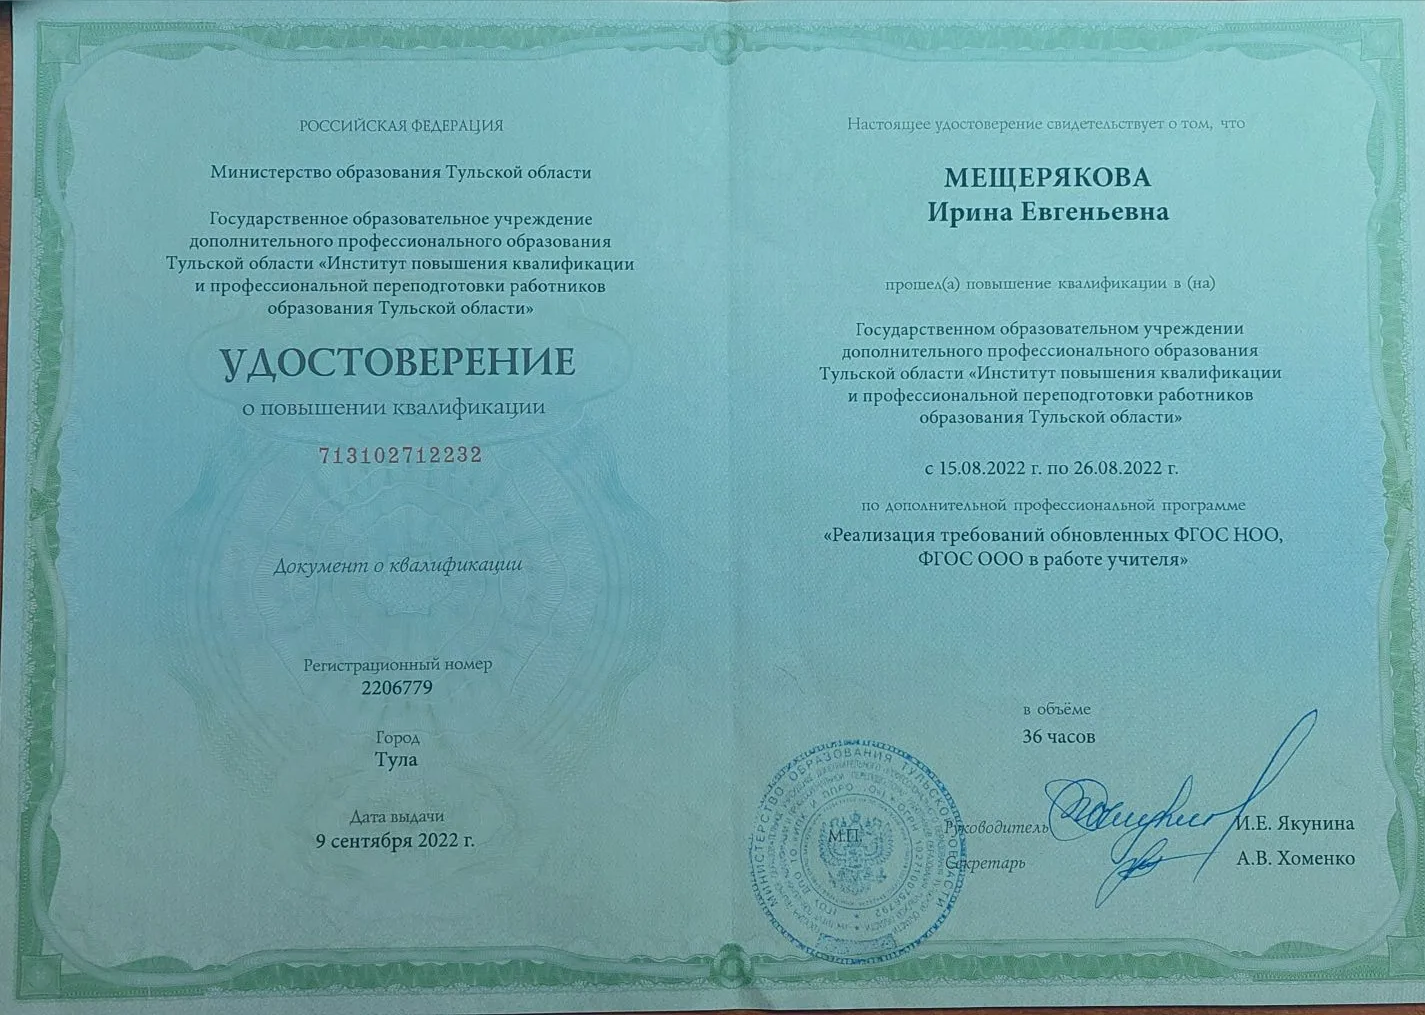 РОССИЙСКАЯ ФЕДЕРАЦИЯ
Министерство образования Тульской области
Государственное образовательное учреждение
дополнительного профессионального образования
Тульской области «Институт повышения квалификации
и профессиональной переподготовки работников
образования Тульской области»
УДОСТОВЕРЕНИЕ
о повышении квалификации
713102712232
Документ о квалификации
Регистрационный номер
2206779
Город
Тула
Дата выдачи
9 сентября 2022 г.
Настоящее удостоверение свидетельствует о том, что
МЕЩЕРЯКОВА
Ирина Евгеньевна
прошел(а) повышение квалификации в (на)
Государственном образовательном учреждении
дополнительного профессионального образования
Тульской области «Институт повышения квалификации
и профессиональной переподготовки работников
образования Тульской области»
с 15.08.2022 г. по 26.08.2022 г.
по дополнительной профессиональной программе
«Реализация требований обновленных ФГОС НОО,
ФГОС ООО в работе учителя»
в объёме
36 часов
М.П.
Руководитель И.Е. Якунина
Секретарь А.В. Хоменко
МИНИСТЕРСТВО ОБРАЗОВАНИЯ ТУЛЬСКОЙ ОБЛАСТИ